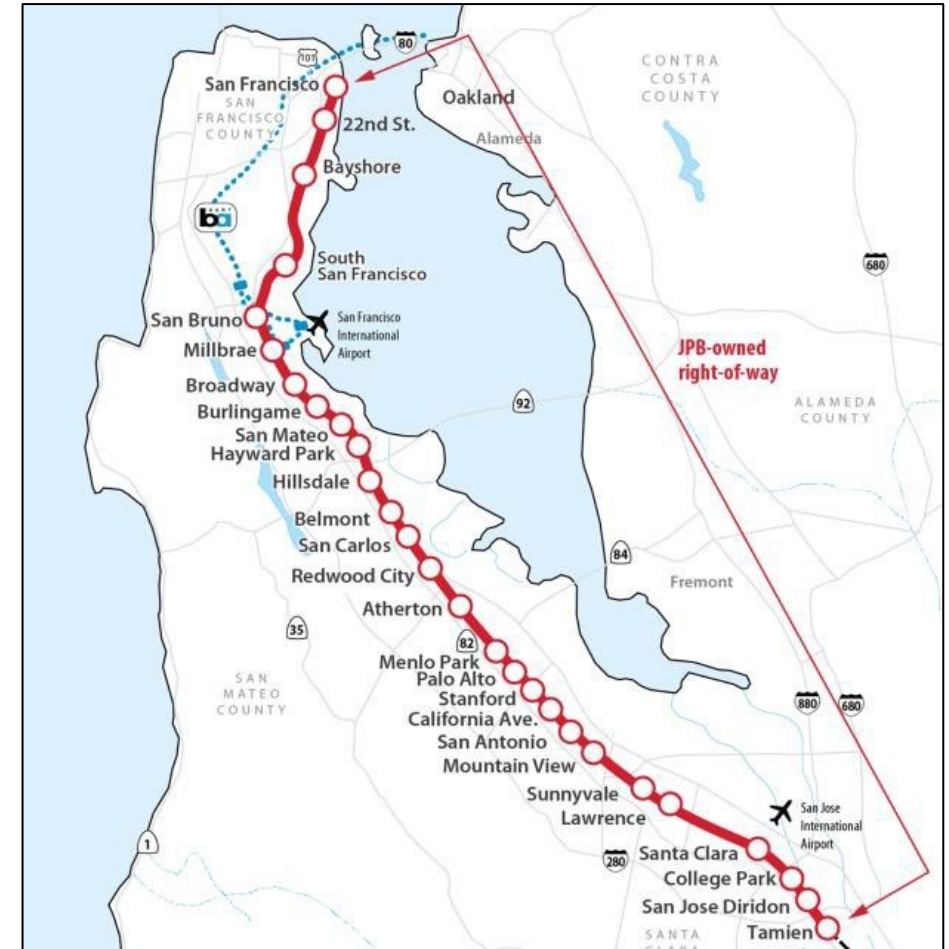 80
101
San Francisco
SAN
FRANCISCO
COUNTY
22nd St.
Oakland
Alameda
CONTRA
COSTA
COUNTY
Bayshore
ba
680
South
San Francisco
San Bruno
San Francisco
International
Airport
Millbrae
JPB-owned
right-of-way
Broadway
92
ALAMEDA
COUNTY
Burlingame
San Mateo
Hayward Park
Hillsdale
Belmont
San Carlos
84
Redwood City
Fremont
Atherton
35
82
Menlo Park
Palo Alto
Stanford
SAN
MATEO
COUNTY
880
680
California Ave.
San Antonio
Mountain View
Sunnyvale
Lawrence
San Jose
International
Airport
1
280
Santa Clara
College Park
San Jose Diridon
Tamien
SANTA